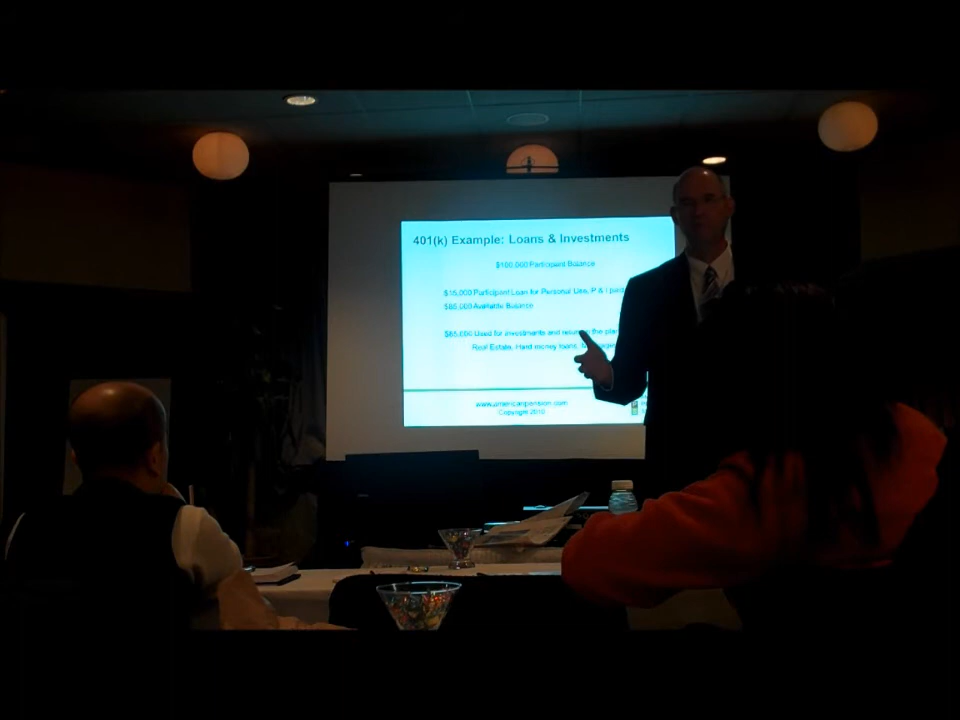 401(k) Example: Loans & Investments
$100,000 Participant Balance
$15,000 Participant Loan for Personal Use, P & I paid
$85,000 Available Balance
$85,000 Used for investments and return the plan
Real Estate, Hard money loans,
www.americanpension.com
Copyright 2010